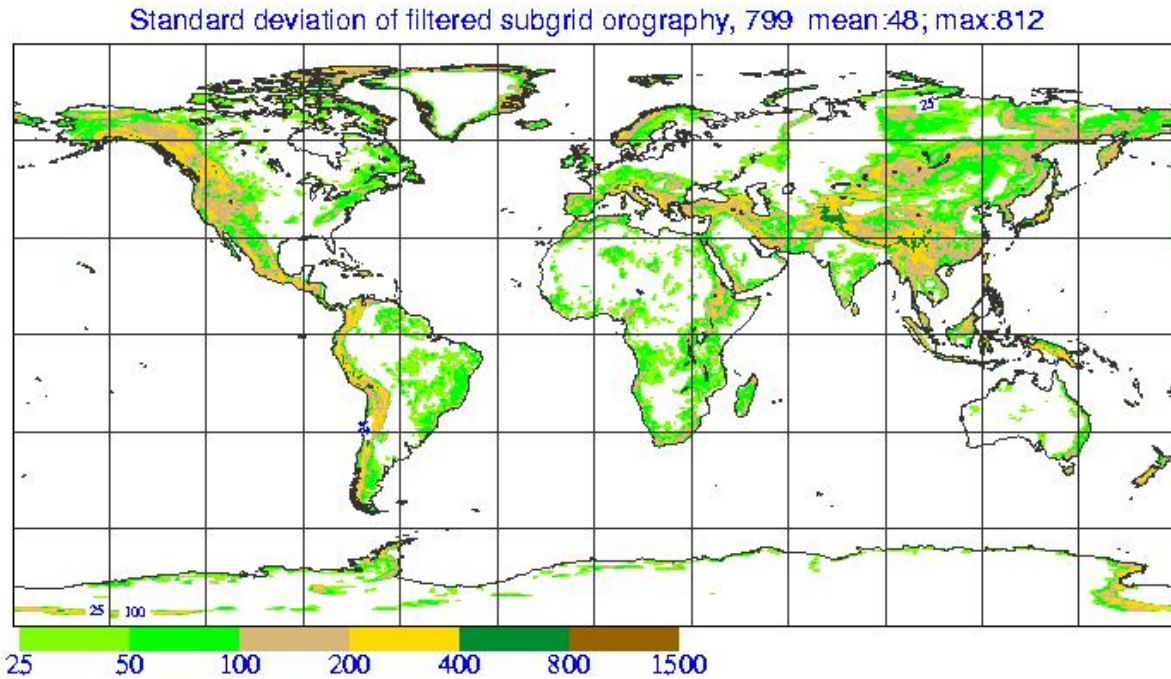 Standard deviation of filtered subgrid orography, 799 mean:48; max:812
25
25
25 100
25 50 100 200 400 800 1500